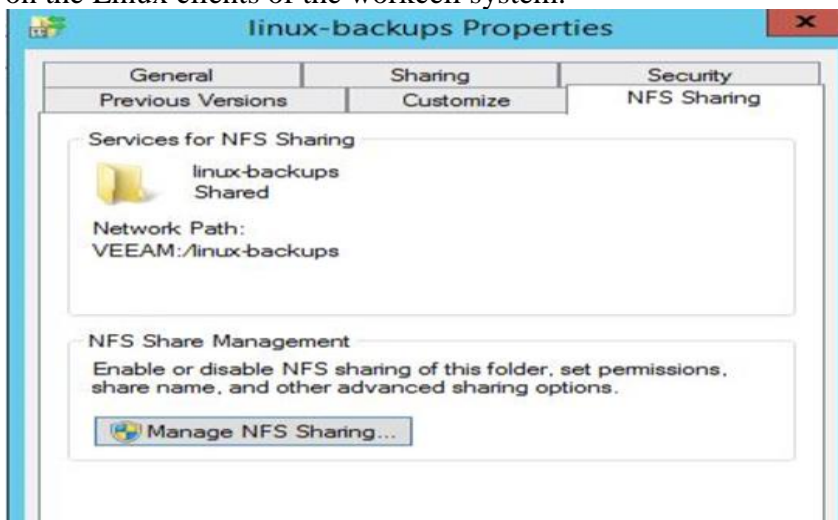 on the Linux clients of the workcell system.
linux-backups Properties
General Sharing Security
Previous Versions Customize NFS Sharing
Services for NFS Sharing
linux-backups
Shared
Network Path:
VEEAM:/linux-backups
NFS Share Management
Enable or disable NFS sharing of this folder, set permissions,
share name, and other advanced sharing options.
Manage NFS Sharing...